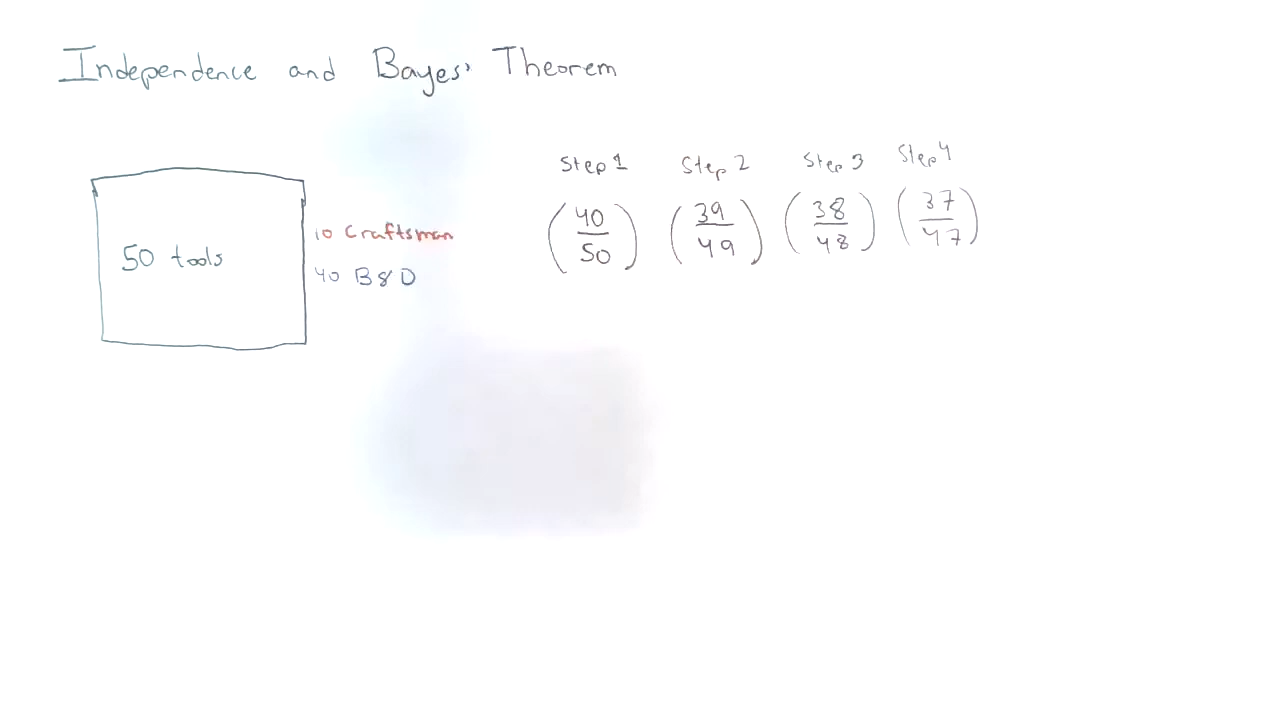 Independence and Bayes' Theorem
50 tools
10 Craftsman
40 B&D
Step 1 Step 2 Step 3 Step 4
(40/50) (39/49) (38/48) (37/47)